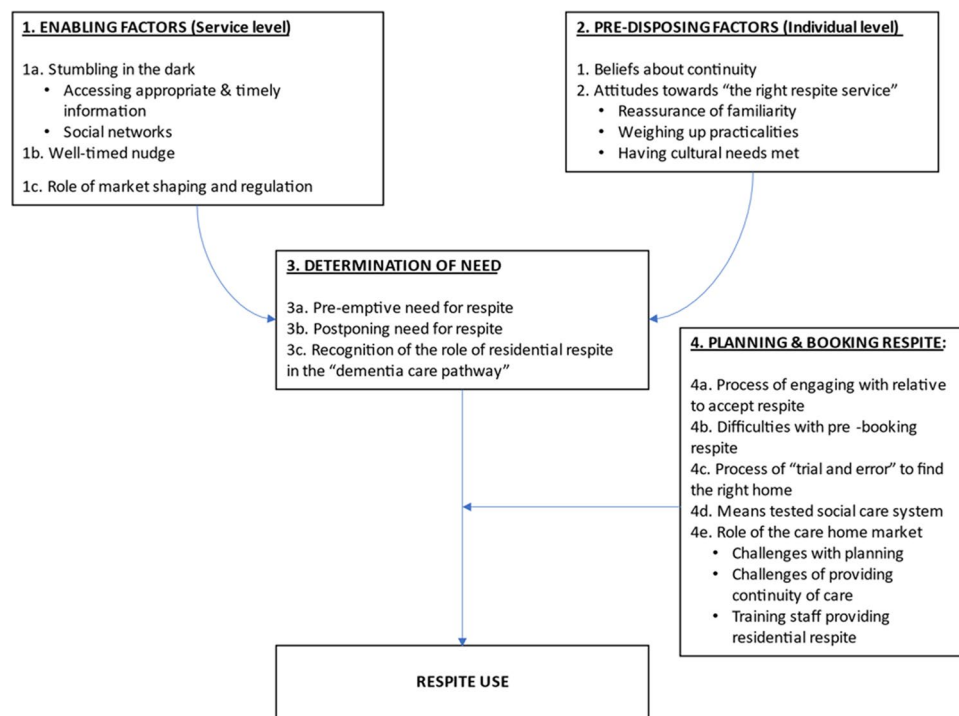 1. ENABLING FACTORS (Service level)
1a. Stumbling in the dark
• Accessing appropriate & timely
information
• Social networks
1b. Well-timed nudge
1c. Role of market shaping and regulation
2. PRE-DISPOSING FACTORS (Individual level)
1. Beliefs about continuity
2. Attitudes towards “the right respite service”
• Reassurance of familiarity
• Weighing up practicalities
• Having cultural needs met
3. DETERMINATION OF NEED
3a. Pre-emptive need for respite
3b. Postponing need for respite
3c. Recognition of the role of residential respite
in the “dementia care pathway”
4. PLANNING & BOOKING RESPITE:
4a. Process of engaging with relative
to accept respite
4b. Difficulties with pre -booking
respite
4c. Process of “trial and error” to find
the right home
4d. Means tested social care system
4e. Role of the care home market
• Challenges with planning
• Challenges of providing
continuity of care
• Training staff providing
residential respite
RESPITE USE